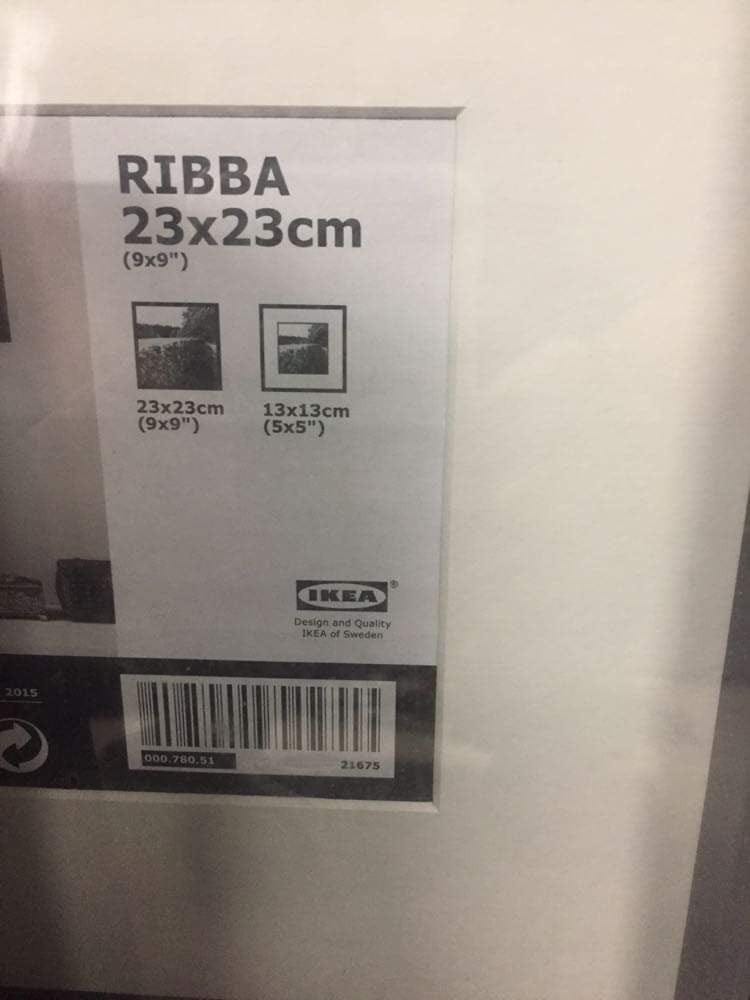 RIBBA
23x23cm
(9x9")
23x23cm
(9x9")
13x13cm
(5x5")
IKEA®
Design and Quality
IKEA of Sweden
2015
000.780.51
21675